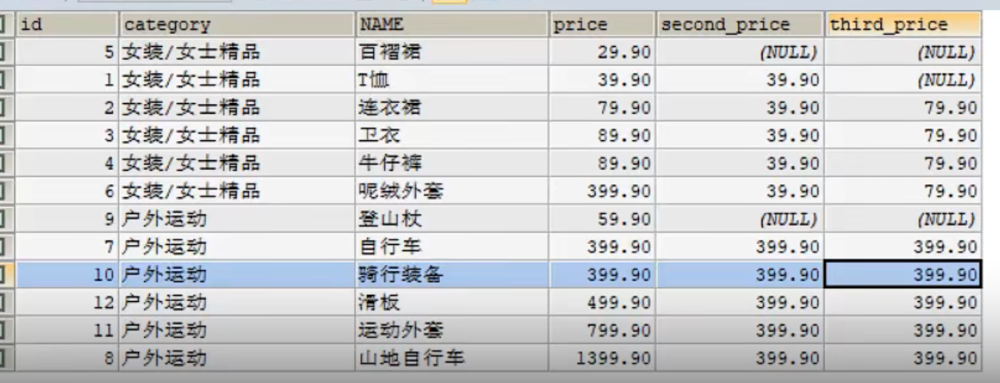 id category NAME price second_price third_price
5 女装/女士精品 百褶裙 29.90 (NULL) (NULL)
1 女装/女士精品 T恤 39.90 39.90 (NULL)
2 女装/女士精品 连衣裙 79.90 39.90 79.90
3 女装/女士精品 卫衣 89.90 39.90 79.90
4 女装/女士精品 牛仔裤 89.90 39.90 79.90
6 女装/女士精品 呢绒外套 399.90 39.90 79.90
9 户外运动 登山杖 59.90 (NULL) (NULL)
7 户外运动 自行车 399.90 399.90 399.90
10 户外运动 骑行装备 399.90 399.90 399.90
12 户外运动 滑板 499.90 399.90 399.90
11 户外运动 运动外套 799.90 399.90 399.90
8 户外运动 山地自行车 1399.90 399.90 399.90